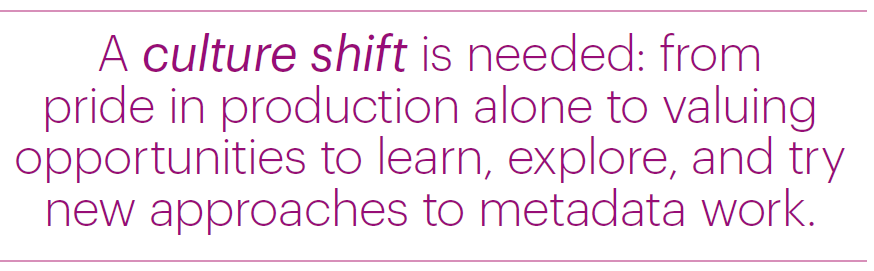 A culture shift is needed: from
pride in production alone to valuing
opportunities to learn, explore, and try
new approaches to metadata work.